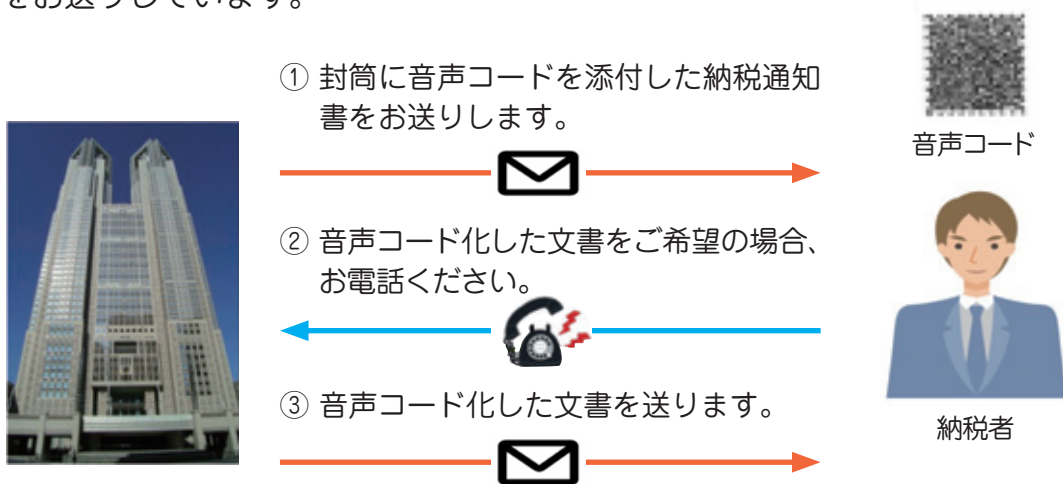 をお送りしています。
① 封筒に音声コードを添付した納税通知
書をお送りします。
音声コード
② 音声コード化した文書をご希望の場合、
お電話ください。
③ 音声コード化した文書を送ります。
納税者